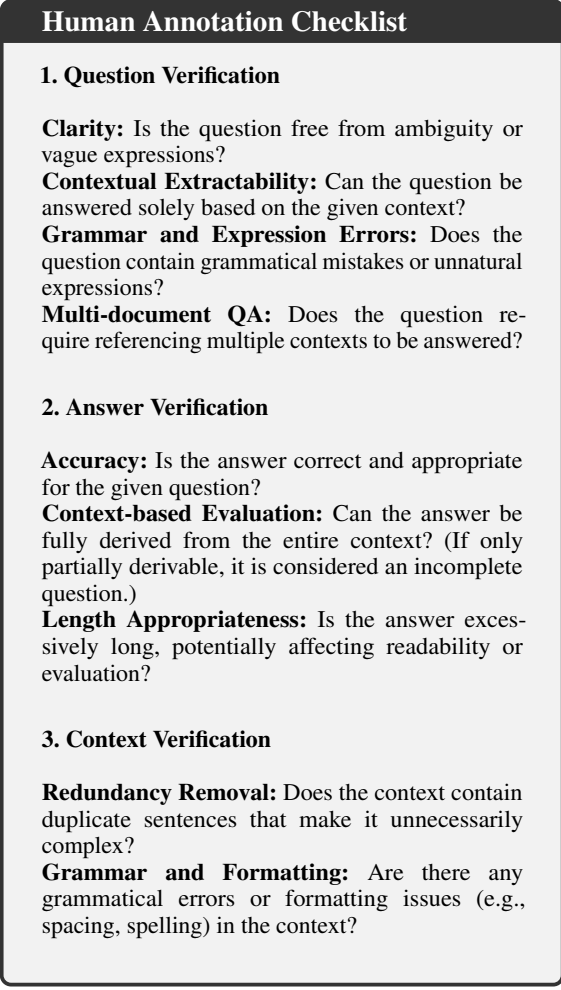 Human Annotation Checklist
1. Question Verification
Clarity: Is the question free from ambiguity or
vague expressions?
Contextual Extractability: Can the question be
answered solely based on the given context?
Grammar and Expression Errors: Does the
question contain grammatical mistakes or unnatural
expressions?
Multi-document QA: Does the question re-
quire referencing multiple contexts to be answered?
2. Answer Verification
Accuracy: Is the answer correct and appropriate
for the given question?
Context-based Evaluation: Can the answer be
fully derived from the entire context? (If only
partially derivable, it is considered an incomplete
question.)
Length Appropriateness: Is the answer exces-
sively long, potentially affecting readability or
evaluation?
3. Context Verification
Redundancy Removal: Does the context contain
duplicate sentences that make it unnecessarily
complex?
Grammar and Formatting: Are there any
grammatical errors or formatting issues (e.g.,
spacing, spelling) in the context?